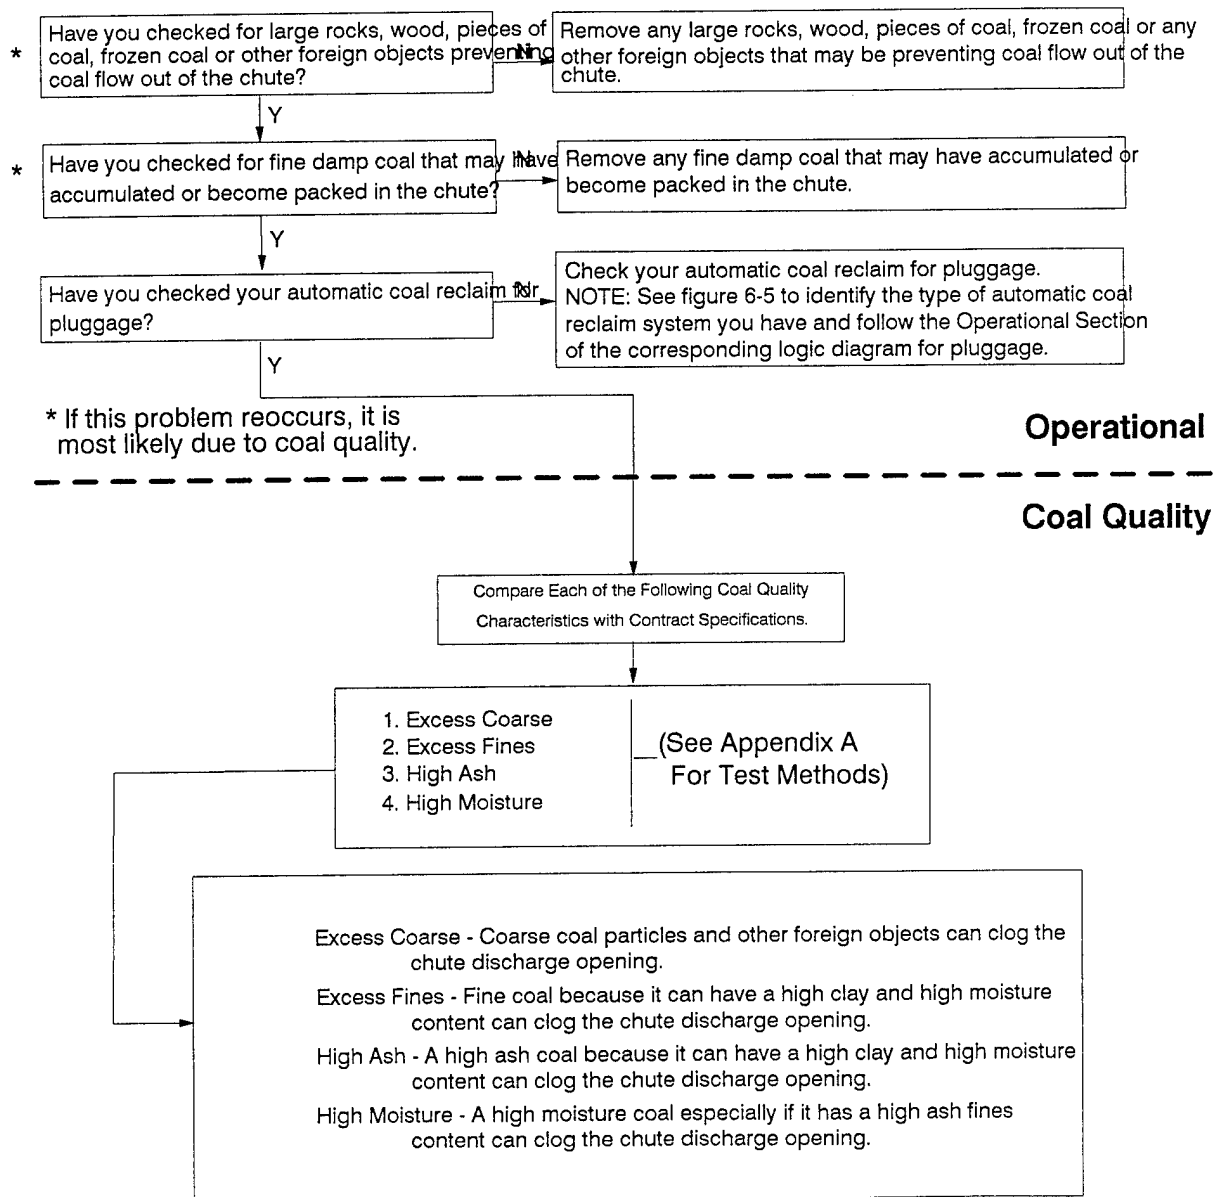 * Have you checked for large rocks, wood, pieces of
coal, frozen coal or other foreign objects preventing
coal flow out of the chute?
N
Remove any large rocks, wood, pieces of coal, frozen coal or any
other foreign objects that may be preventing coal flow out of the
chute.
Y
* Have you checked for fine damp coal that may have
accumulated or become packed in the chute?
N
Remove any fine damp coal that may have accumulated or
become packed in the chute.
Y
Have you checked your automatic coal reclaim for
pluggage?
N
Check your automatic coal reclaim for pluggage.
NOTE: See figure 6-5 to identify the type of automatic coal
reclaim system you have and follow the Operational Section
of the corresponding logic diagram for pluggage.
Y
* If this problem reoccurs, it is
most likely due to coal quality.
Operational
Coal Quality
Compare Each of the Following Coal Quality
Characteristics with Contract Specifications.
1. Excess Coarse
2. Excess Fines
3. High Ash
4. High Moisture
(See Appendix A
For Test Methods)
Excess Coarse - Coarse coal particles and other foreign objects can clog the
chute discharge opening.
Excess Fines - Fine coal because it can have a high clay and high moisture
content can clog the chute discharge opening.
High Ash - A high ash coal because it can have a high clay and high moisture
content can clog the chute discharge opening.
High Moisture - A high moisture coal especially if it has a high ash fines
content can clog the chute discharge opening.